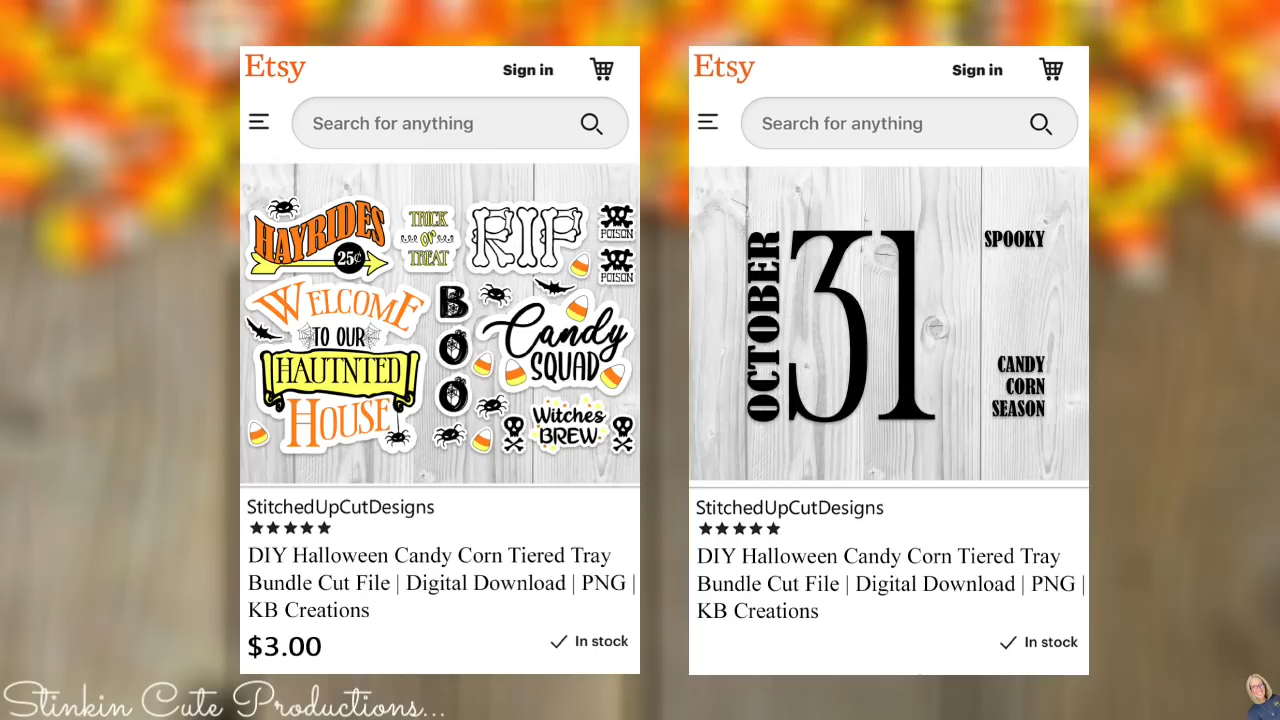 Etsy
Sign in
Search for anything
HAYRIDES
25¢
TRICK
or
TREAT
RIP
POISON
POISON
WELCOME
TO OUR
HAUTNTED
HOUSE
BOO
Candy
SQUAD
Witches
BREW
StitchedUpCutDesigns
DIY Halloween Candy Corn Tiered Tray
Bundle Cut File | Digital Download | PNG |
KB Creations
$3.00
In stock
Etsy
Sign in
Search for anything
OCTOBER
31
SPOOKY
CANDY
CORN
SEASON
StitchedUpCutDesigns
DIY Halloween Candy Corn Tiered Tray
Bundle Cut File | Digital Download | PNG |
KB Creations
In stock
Stinkin Cute Productions...